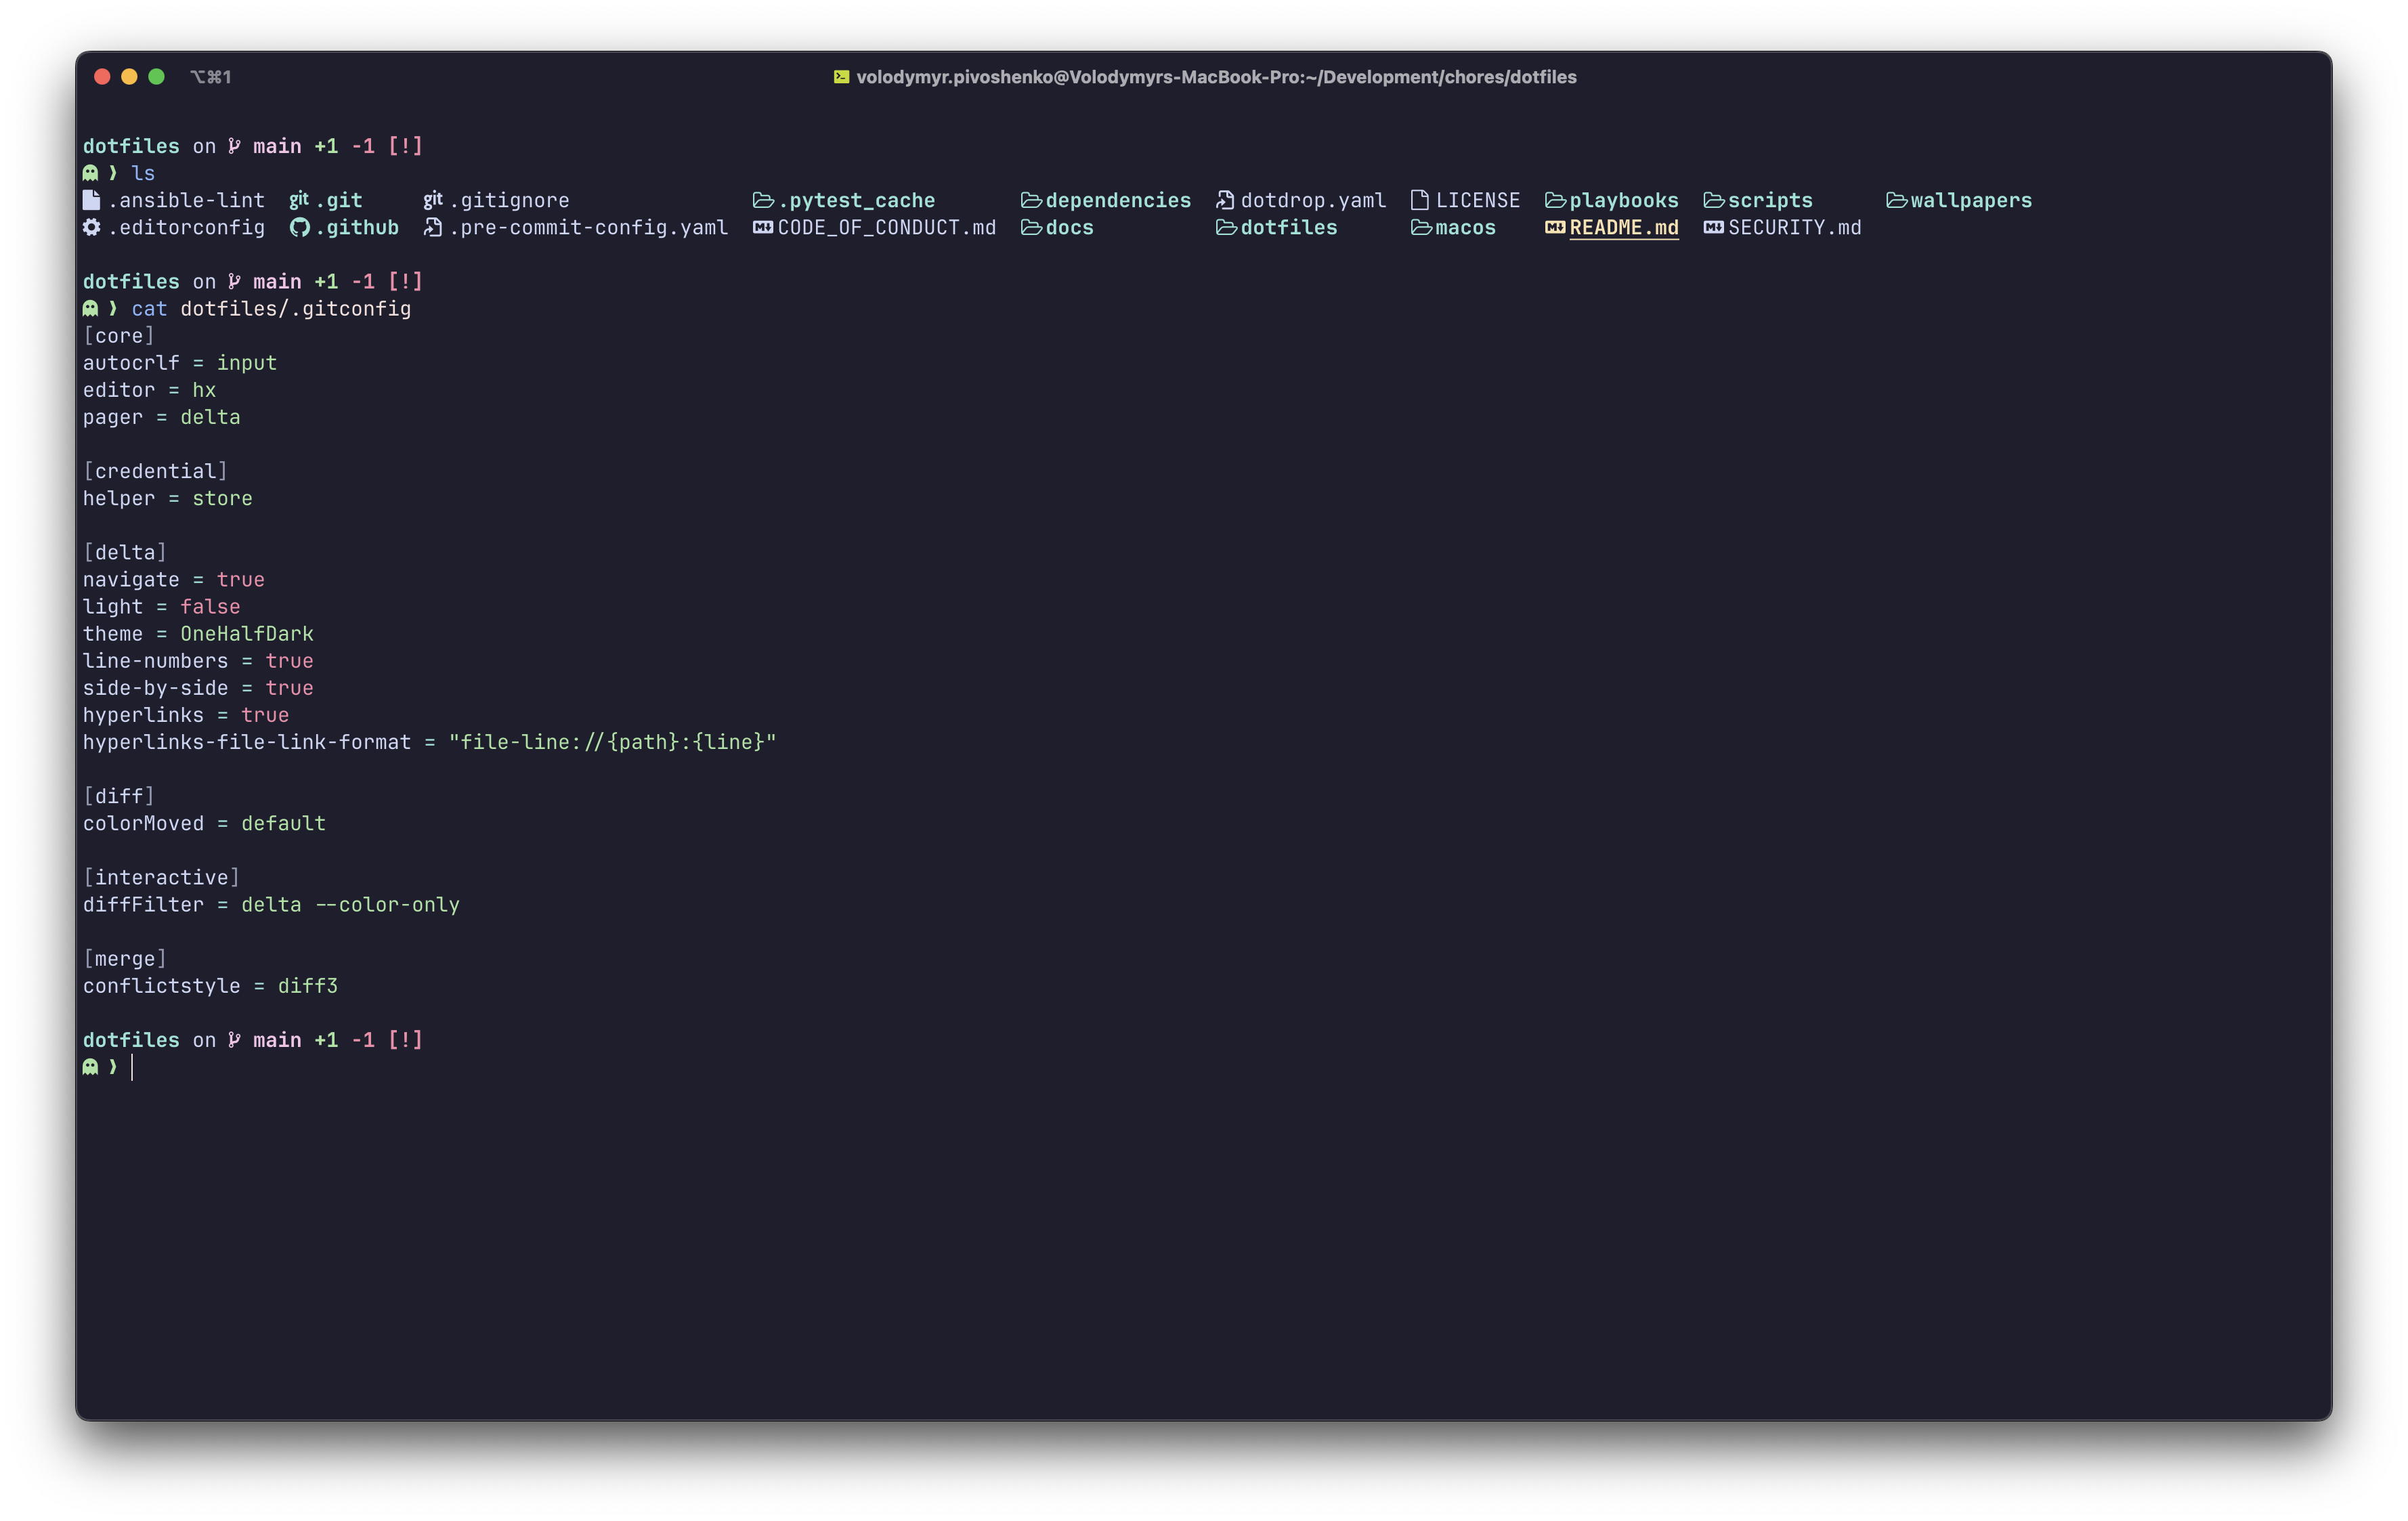 ⌥⌘1 volodymyr.pivoshenko@Volodymyrs-MacBook-Pro:~/Development/chores/dotfiles
dotfiles on main +1 -1 [!]
❯ ls
.ansible-lint git .git git .gitignore .pytest_cache dependencies dotdrop.yaml LICENSE playbooks scripts wallpapers
.editorconfig .github .pre-commit-config.yaml CODE_OF_CONDUCT.md docs dotfiles macos README.md SECURITY.md
dotfiles on main +1 -1 [!]
❯ cat dotfiles/.gitconfig
[core]
autocrlf = input
editor = hx
pager = delta
[credential]
helper = store
[delta]
navigate = true
light = false
theme = OneHalfDark
line-numbers = true
side-by-side = true
hyperlinks = true
hyperlinks-file-link-format = "file-line://{path}:{line}"
[diff]
colorMoved = default
[interactive]
diffFilter = delta --color-only
[merge]
conflictstyle = diff3
dotfiles on main +1 -1 [!]
❯